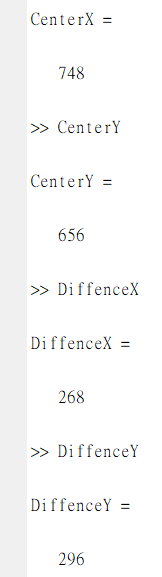 CenterX =
748
>> CenterY
CenterY =
656
>> DiffenceX
DiffenceX =
268
>> DiffenceY
DiffenceY =
296